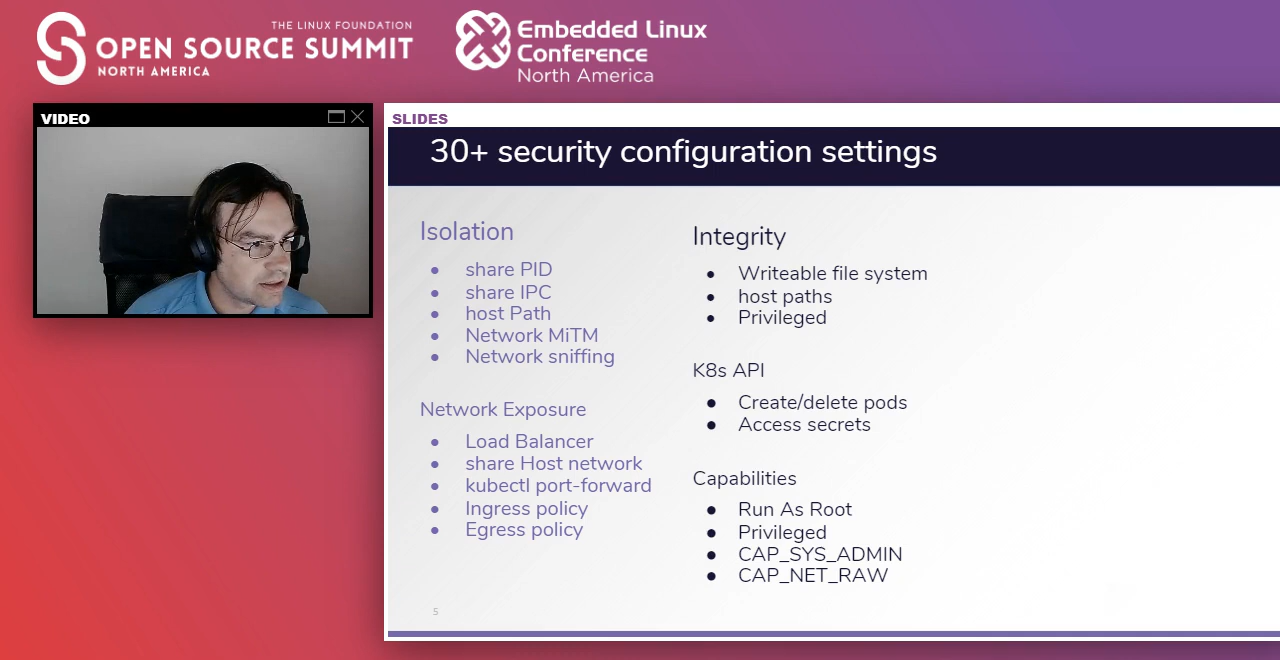 THE LINUX FOUNDATION
OPEN SOURCE SUMMIT
NORTH AMERICA
Embedded Linux
Conference
North America
VIDEO
SLIDES
30+ security configuration settings
Isolation
● share PID
● share IPC
● host Path
● Network MiTM
● Network sniffing
Network Exposure
● Load Balancer
● share Host network
● kubectl port-forward
● Ingress policy
● Egress policy
Integrity
● Writeable file system
● host paths
● Privileged
K8s API
● Create/delete pods
● Access secrets
Capabilities
● Run As Root
● Privileged
● CAP_SYS_ADMIN
● CAP_NET_RAW
5